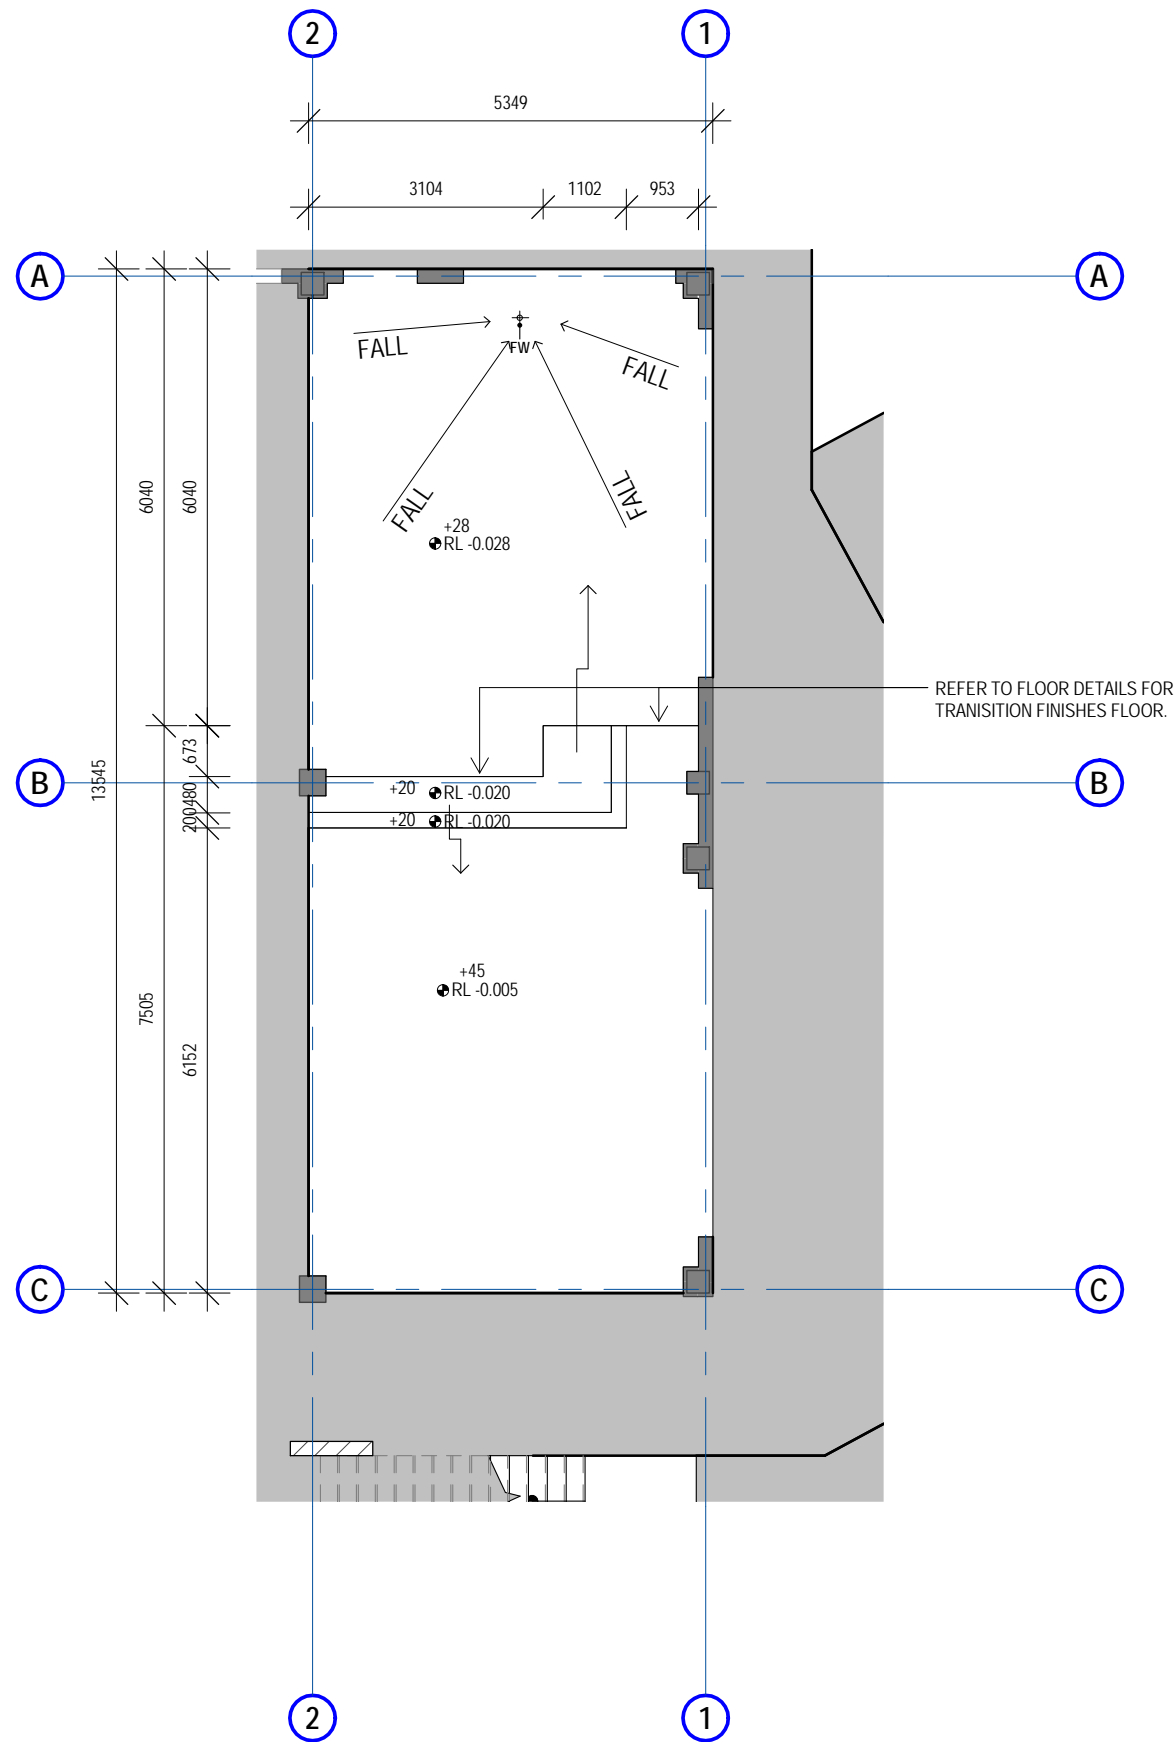 2
1
5349
3104
1102
953
A
A
FALL
FW
FALL
FALL
FALL
+28
RL -0.028
6040
6040
REFER TO FLOOR DETAILS FOR
TRANISITION FINISHES FLOOR.
673
13545
B
B
480
200
+20
RL -0.020
+20
RL -0.020
+45
RL -0.005
7505
6152
C
C
2
1